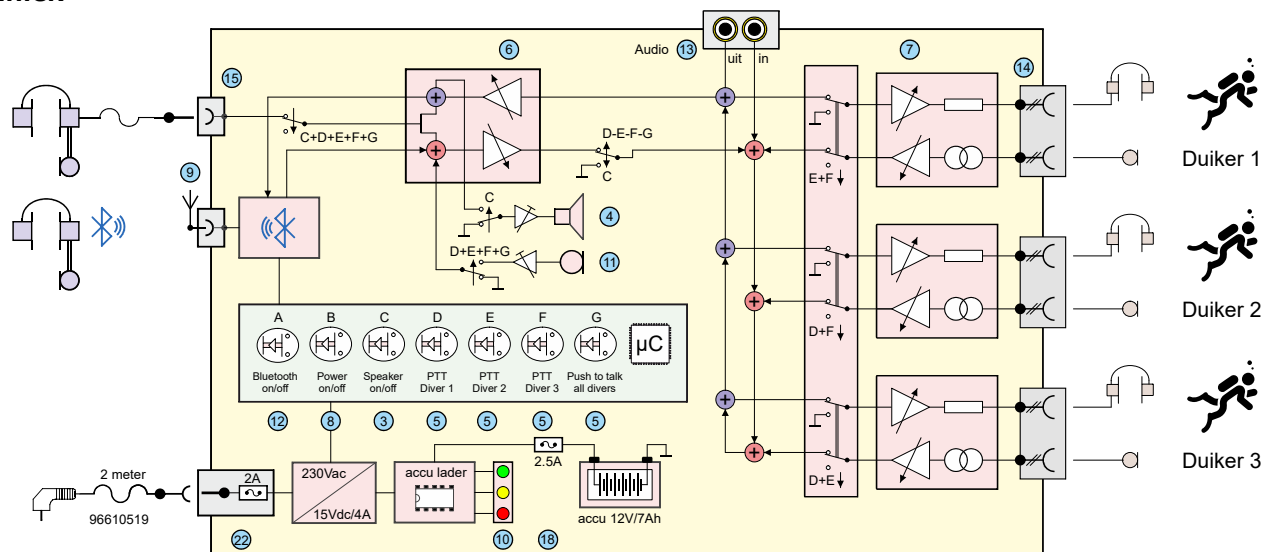 Audio 13
uit in
6
7
15
14
C+D+E+F+G
D-E-F-G
C
E+F
Duiker 1
9
C
4
D+E+F+G
11
D+F
Duiker 2
A B C D E F G
µC
Bluetooth on/off
Power on/off
Speaker on/off
PTT Diver 1
PTT Diver 2
PTT Diver 3
Push to talk all divers
12 8 3 5 5 5 5
2.5A
D+E
Duiker 3
2 meter
96610519
2A
230Vac
15Vdc/4A
accu lader
accu 12V/7Ah
22
10
18